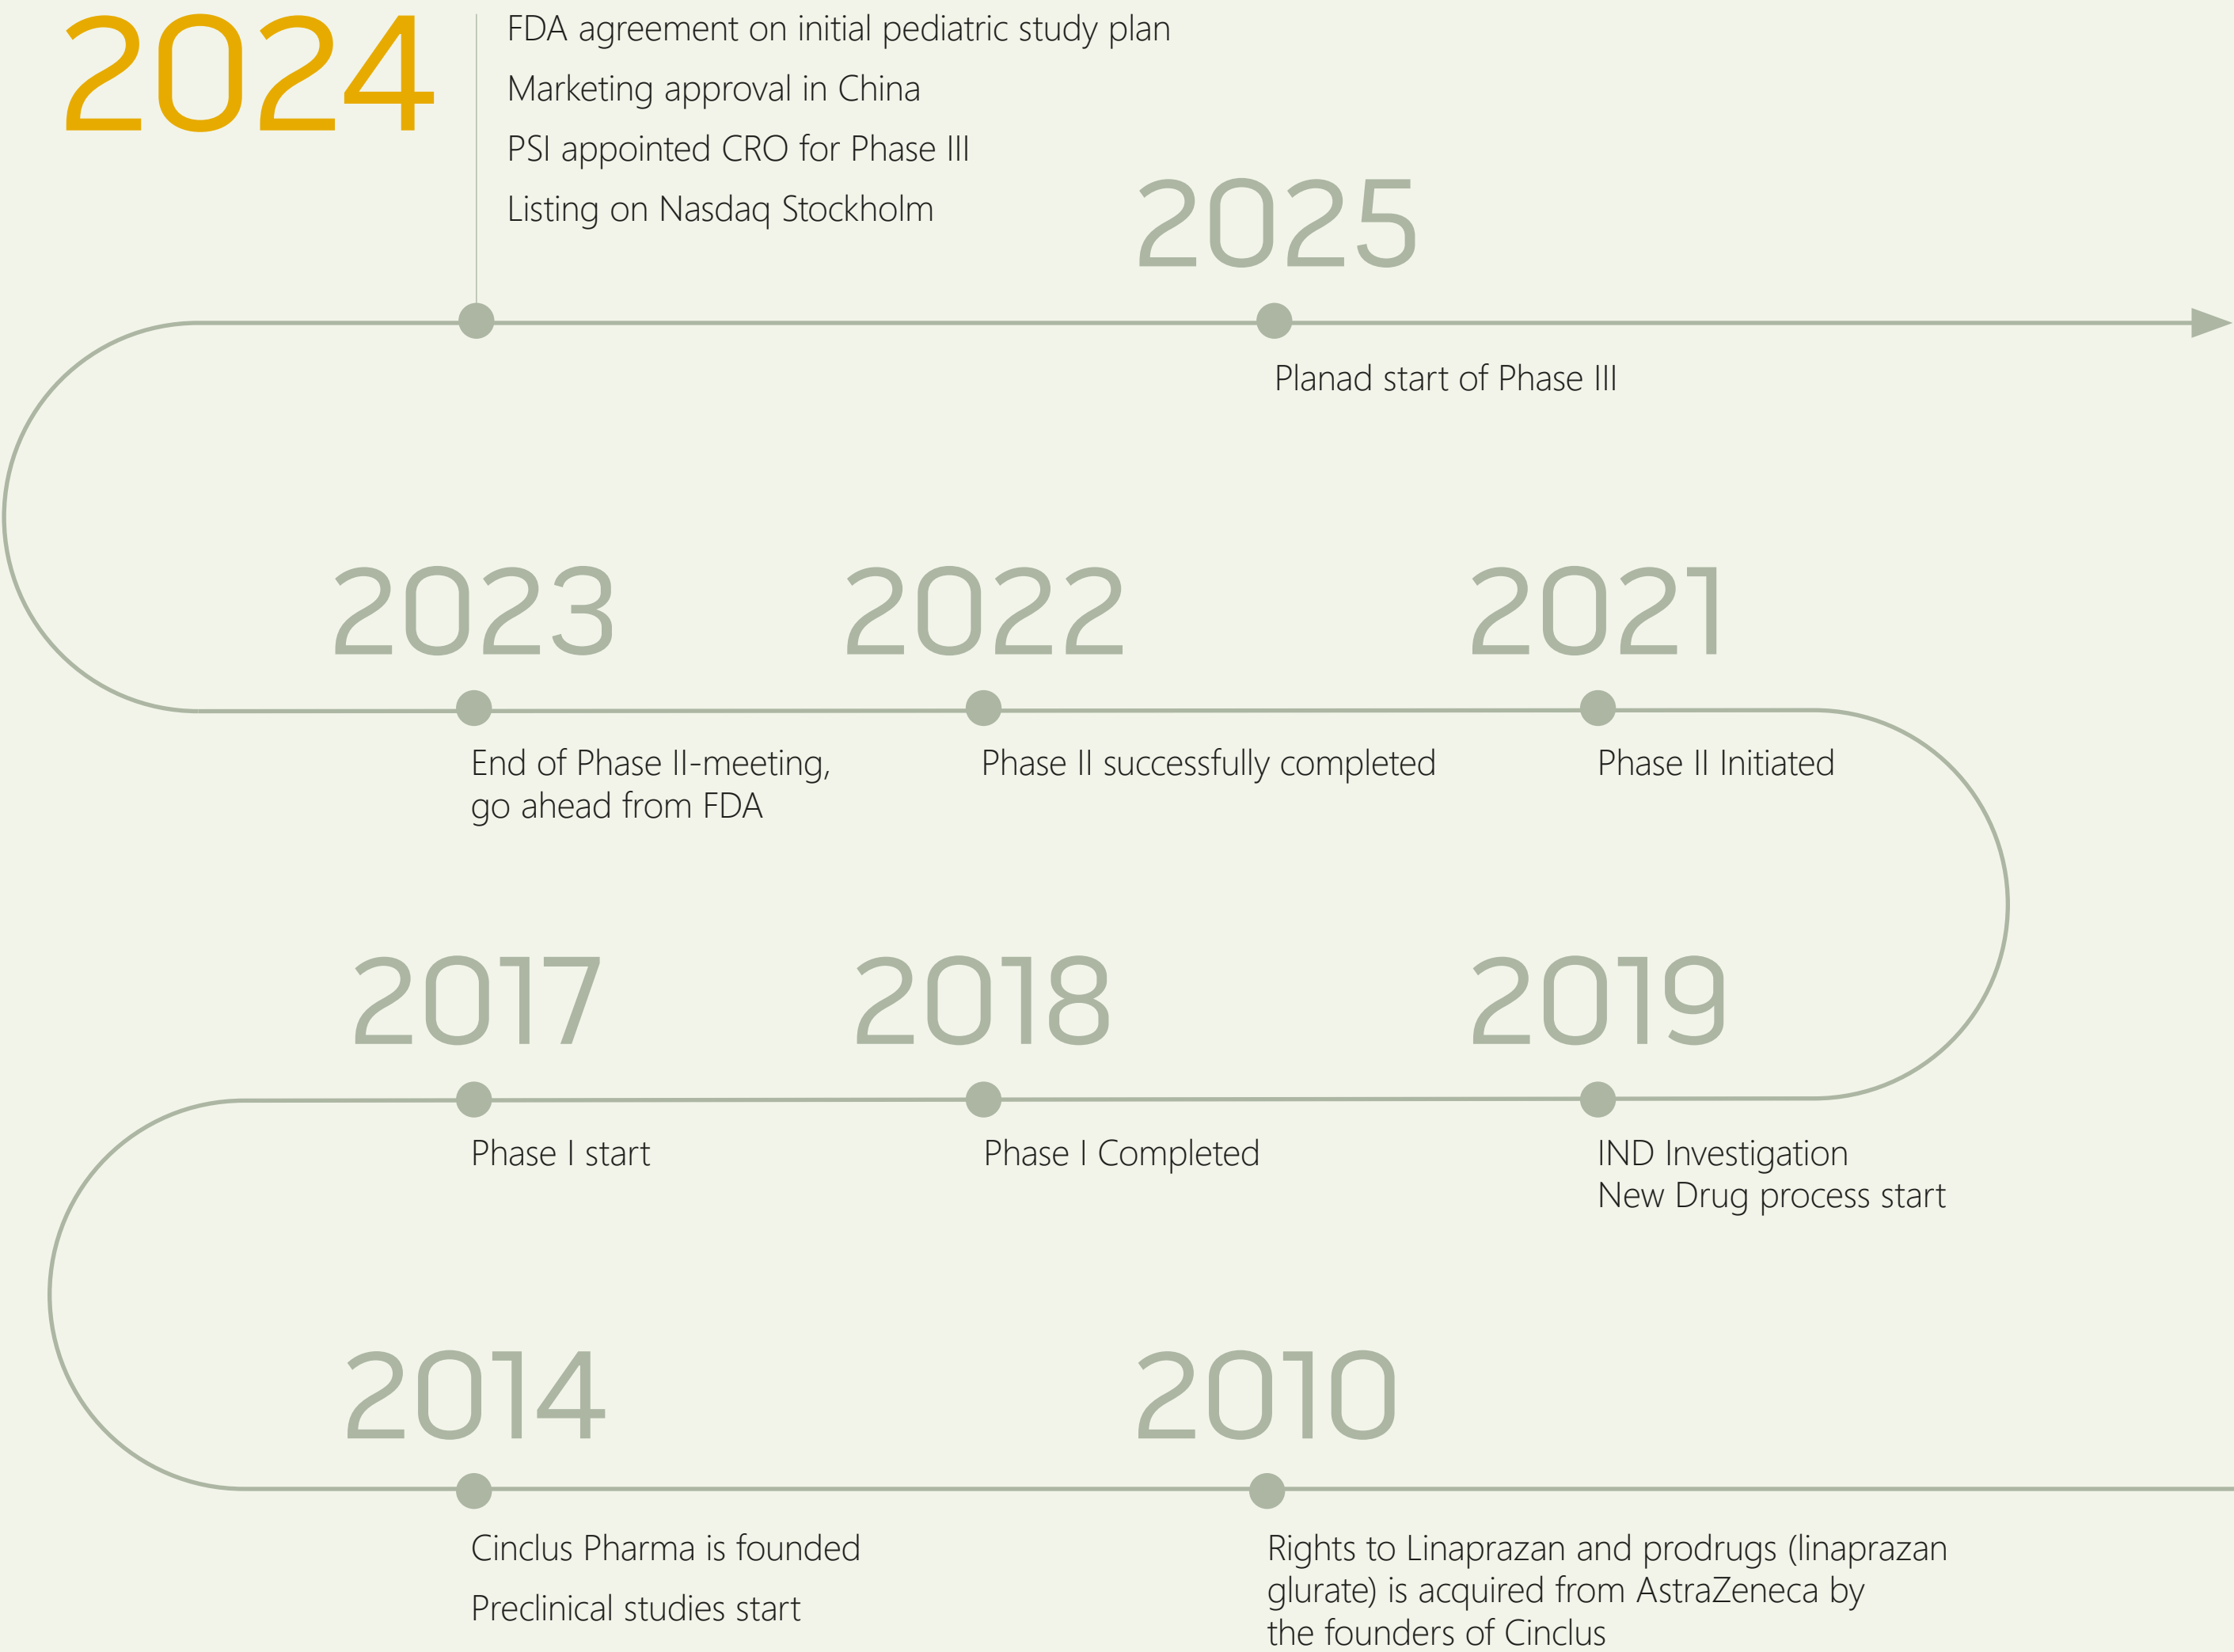 2024
FDA agreement on initial pediatric study plan
Marketing approval in China
PSI appointed CRO for Phase III
Listing on Nasdaq Stockholm
2025
Planad start of Phase III
2023
End of Phase II-meeting,
go ahead from FDA
2022
Phase II successfully completed
2021
Phase II Initiated
2017
Phase I start
2018
Phase I Completed
2019
IND Investigation
New Drug process start
2014
Cinclus Pharma is founded
Preclinical studies start
2010
Rights to Linaprazan and prodrugs (linaprazan
glurate) is acquired from AstraZeneca by
the founders of Cinclus